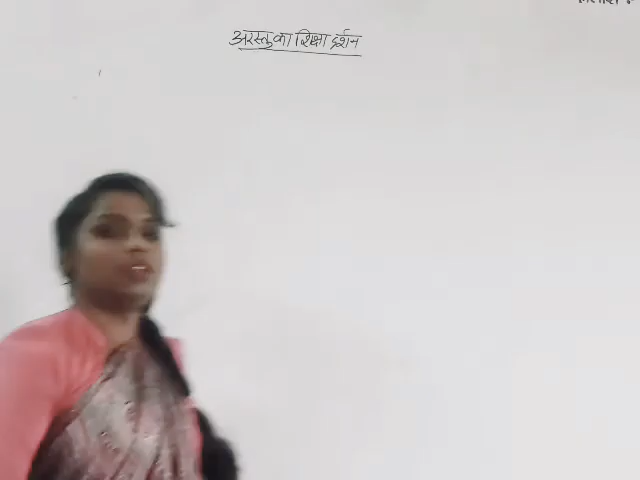 अरस्तु का शिक्षा दर्शन